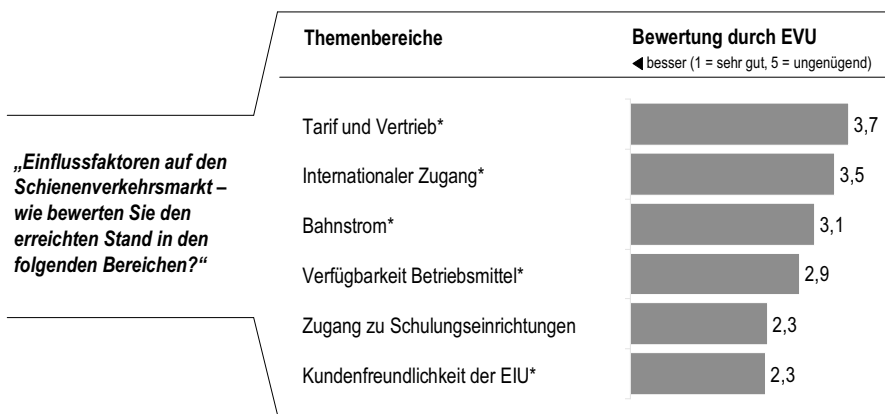 Themenbereiche
Bewertung durch EVU
besser (1 = sehr gut, 5 = ungenügend)
„Einflussfaktoren auf den
Schienenverkehrsmarkt –
wie bewerten Sie den
erreichten Stand in den
folgenden Bereichen?“
Tarif und Vertrieb* 3,7
Internationaler Zugang* 3,5
Bahnstrom* 3,1
Verfügbarkeit Betriebsmittel* 2,9
Zugang zu Schulungseinrichtungen 2,3
Kundenfreundlichkeit der EIU* 2,3